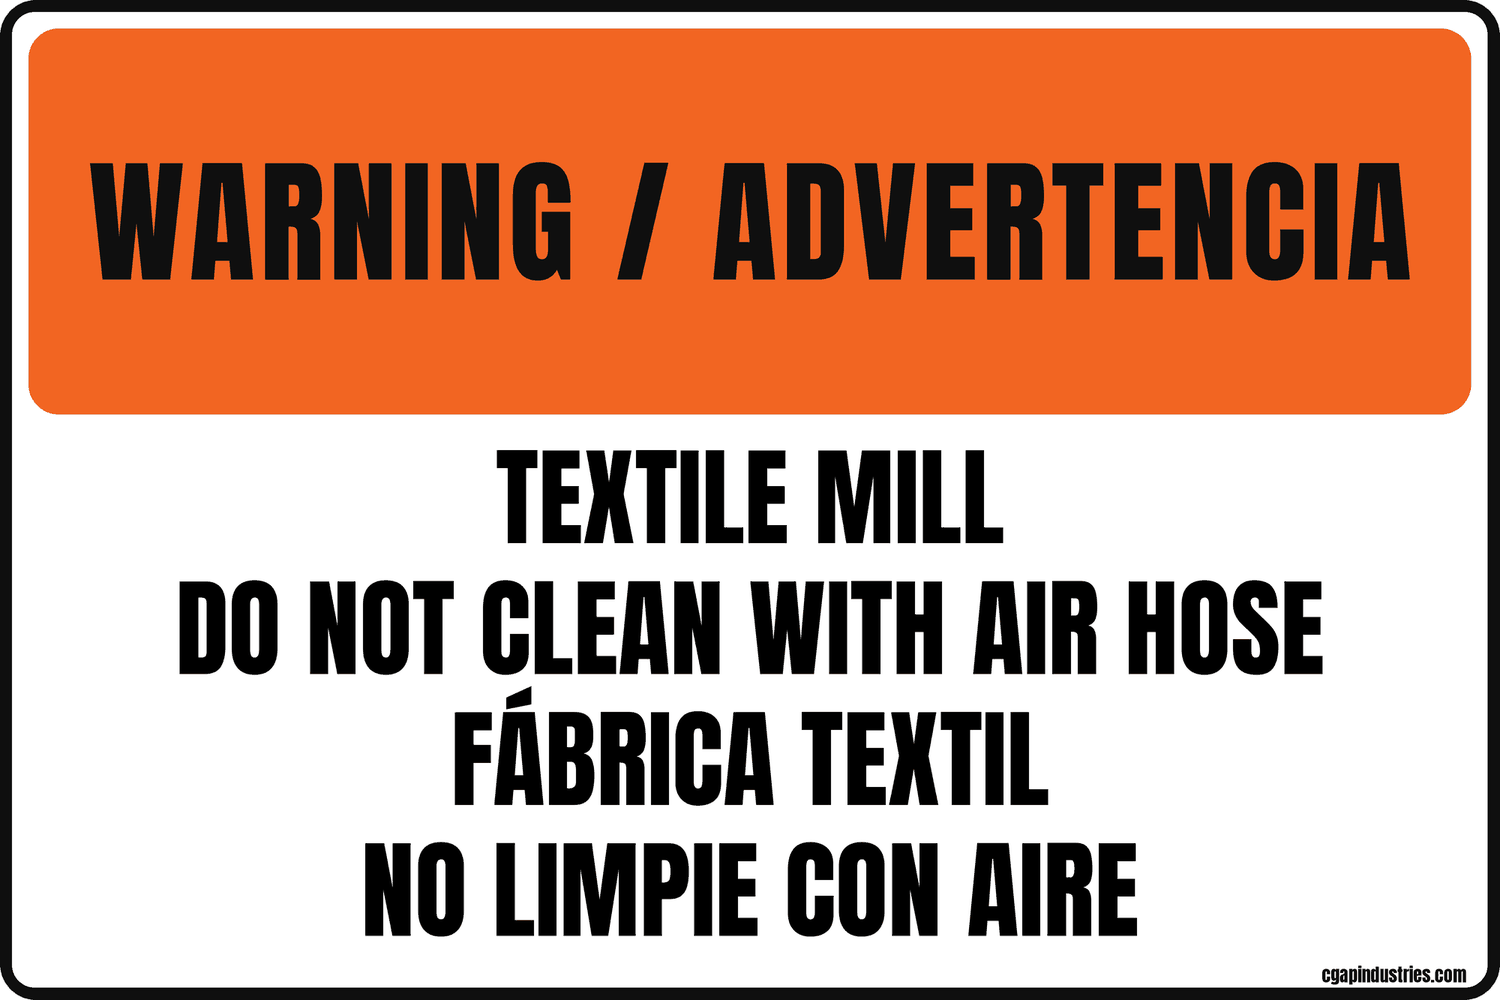 WARNING / ADVERTENCIA
TEXTILE MILL
DO NOT CLEAN WITH AIR HOSE
FÁBRICA TEXTIL
NO LIMPIE CON AIRE
cgapindustries.com